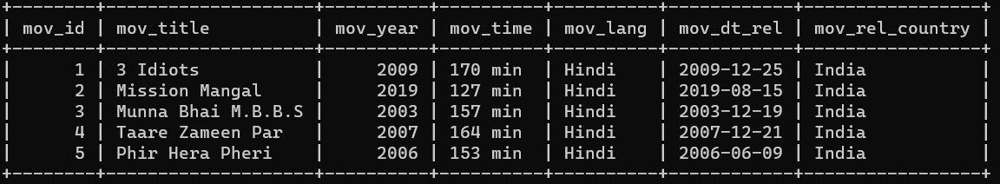 +--------+--------------------+----------+----------+----------+------------+-----------------+
| mov_id | mov_title          | mov_year | mov_time | mov_lang | mov_dt_rel | mov_rel_country |
+--------+--------------------+----------+----------+----------+------------+-----------------+
|      1 | 3 Idiots           |     2009 | 170 min  | Hindi    | 2009-12-25 | India           |
|      2 | Mission Mangal     |     2019 | 127 min  | Hindi    | 2019-08-15 | India           |
|      3 | Munna Bhai M.B.B.S |     2003 | 157 min  | Hindi    | 2003-12-19 | India           |
|      4 | Taare Zameen Par   |     2007 | 164 min  | Hindi    | 2007-12-21 | India           |
|      5 | Phir Hera Pheri    |     2006 | 153 min  | Hindi    | 2006-06-09 | India           |
+--------+--------------------+----------+----------+----------+------------+-----------------+